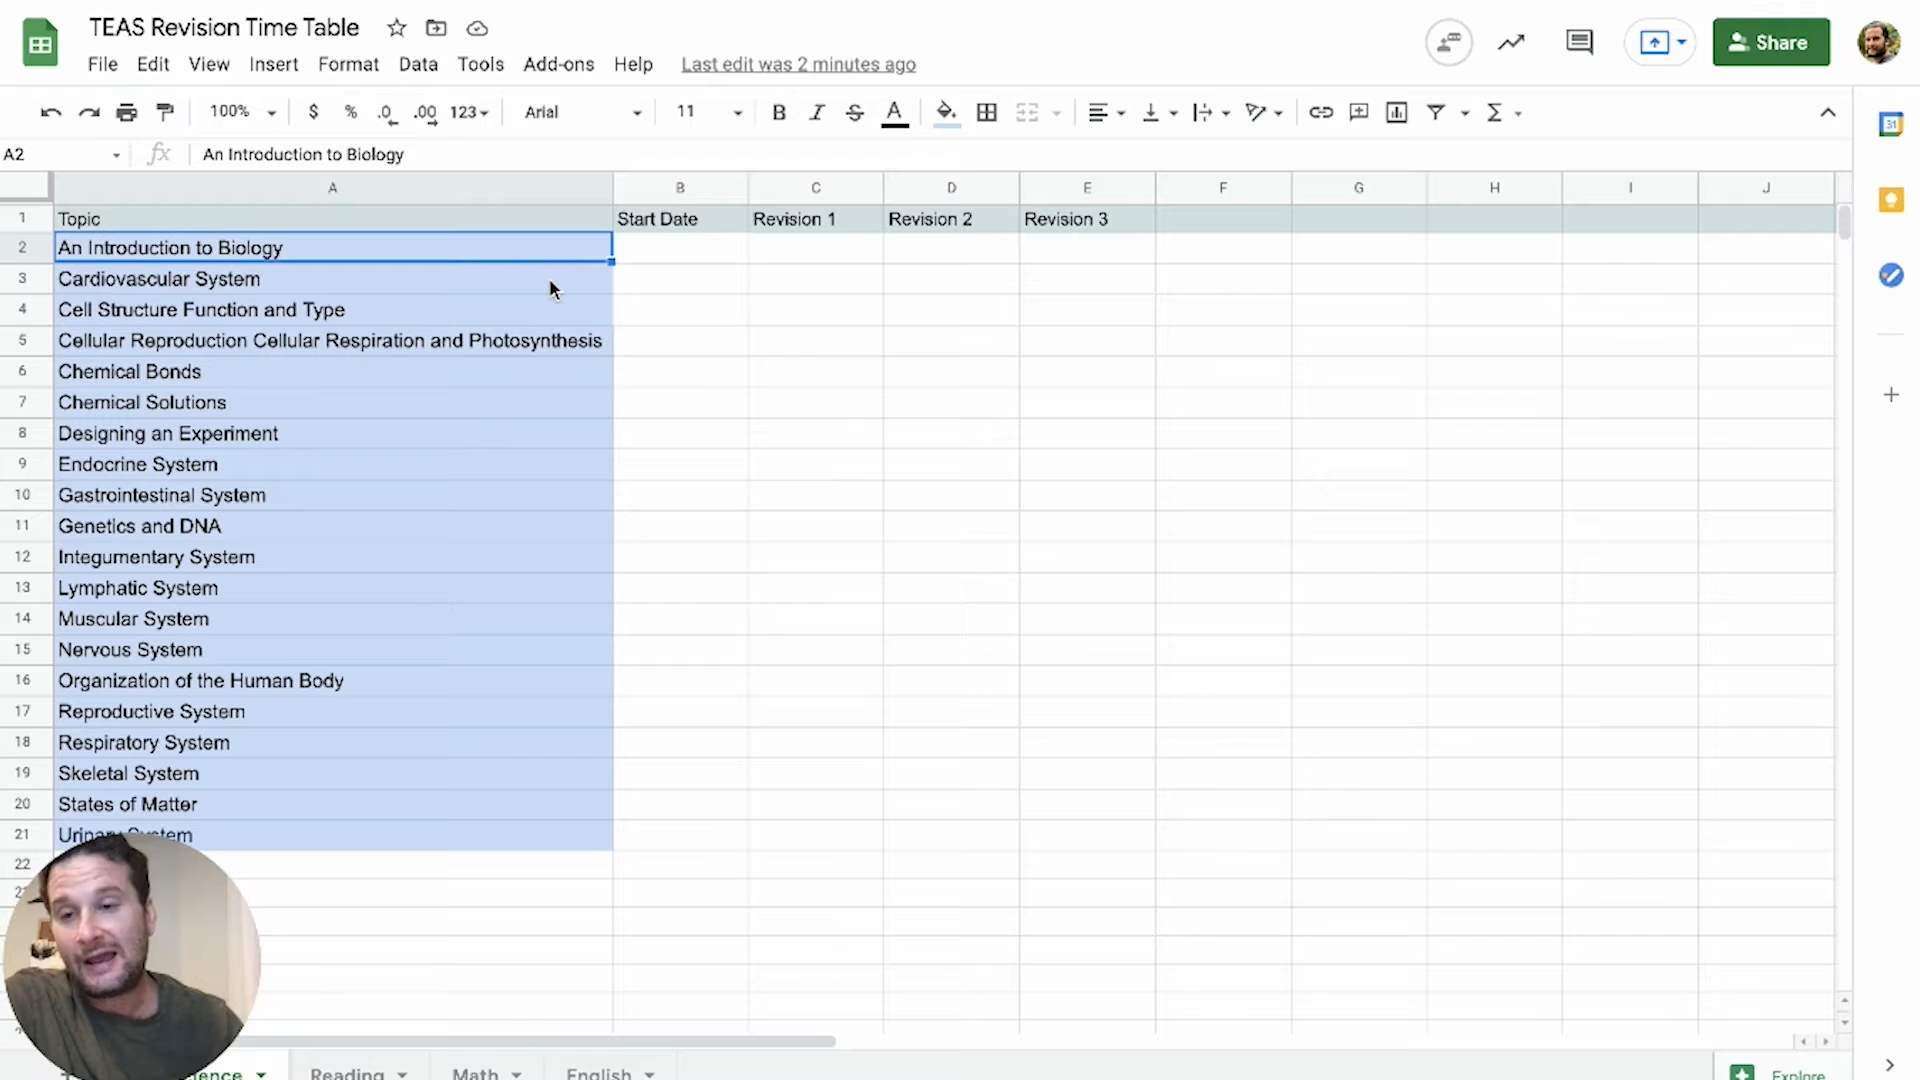 TEAS Revision Time Table
File Edit View Insert Format Data Tools Add-ons Help Last edit was 2 minutes ago
Share
100% $ % .0 .00 123 Arial 11 B I S A
A2 fx An Introduction to Biology
31
A B C D E F G H I J
1 Topic Start Date Revision 1 Revision 2 Revision 3
2 An Introduction to Biology
3 Cardiovascular System
4 Cell Structure Function and Type
5 Cellular Reproduction Cellular Respiration and Photosynthesis
6 Chemical Bonds
7 Chemical Solutions
8 Designing an Experiment
9 Endocrine System
10 Gastrointestinal System
11 Genetics and DNA
12 Integumentary System
13 Lymphatic System
14 Muscular System
15 Nervous System
16 Organization of the Human Body
17 Reproductive System
18 Respiratory System
19 Skeletal System
20 States of Matter
21 Urinary System
22
Reading Math English Explore